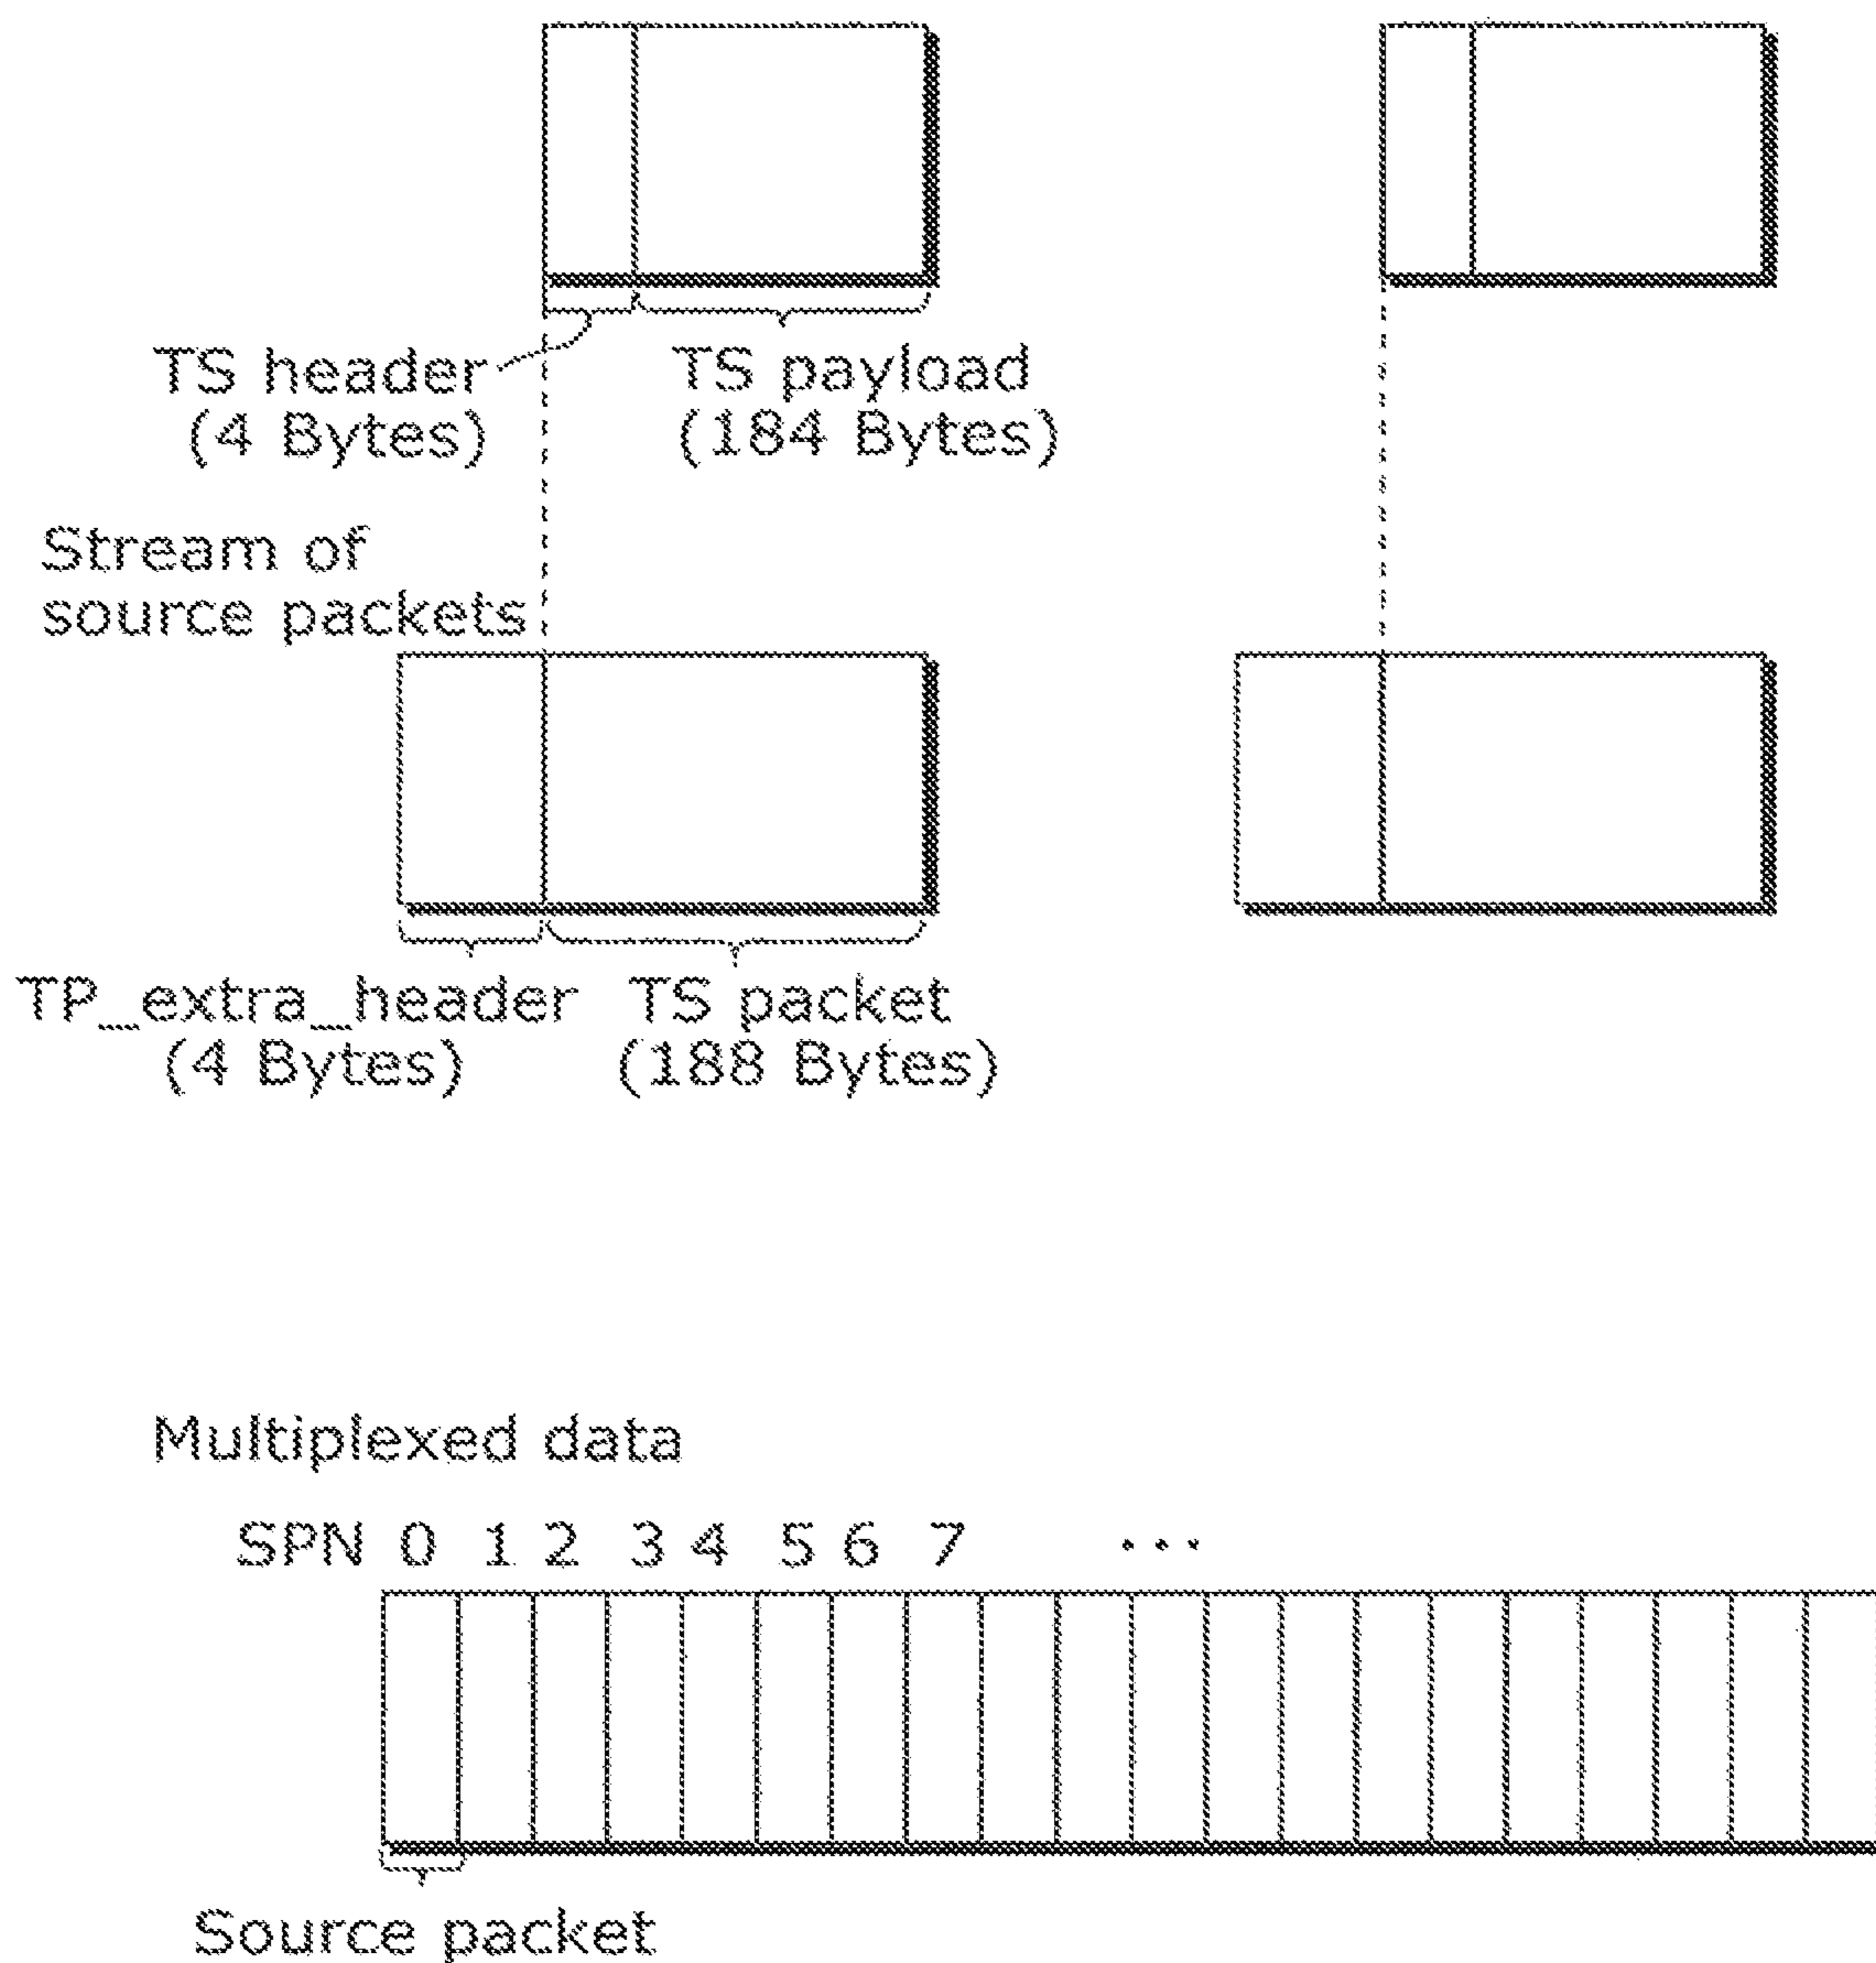 TS header
(4 Bytes)
TS payload
(184 Bytes)
Stream of
source packets
TP_extra_header
(4 Bytes)
TS packet
(188 Bytes)
Multiplexed data
SPN 0 1 2 3 4 5 6 7 ...
Source packet